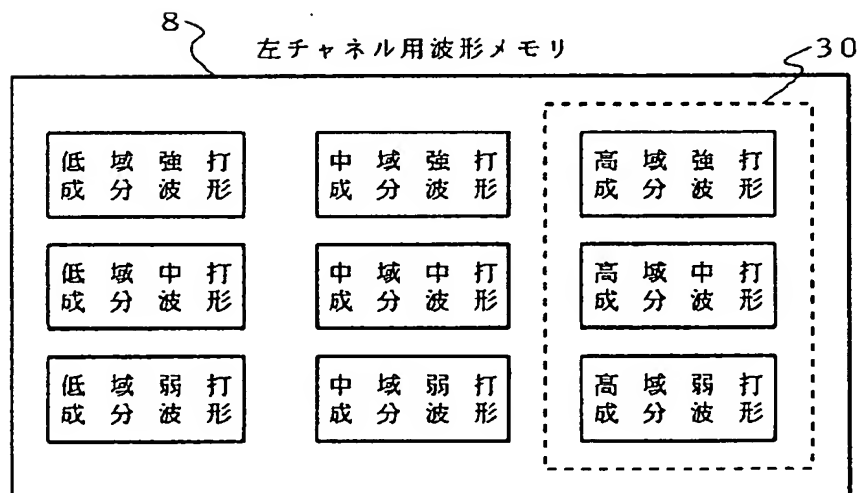 8
左チャネル用波形メモリ
30
低域強打
成分波形
中域強打
成分波形
高域強打
成分波形
低域中打
成分波形
中域中打
成分波形
高域中打
成分波形
低域弱打
成分波形
中域弱打
成分波形
高域弱打
成分波形